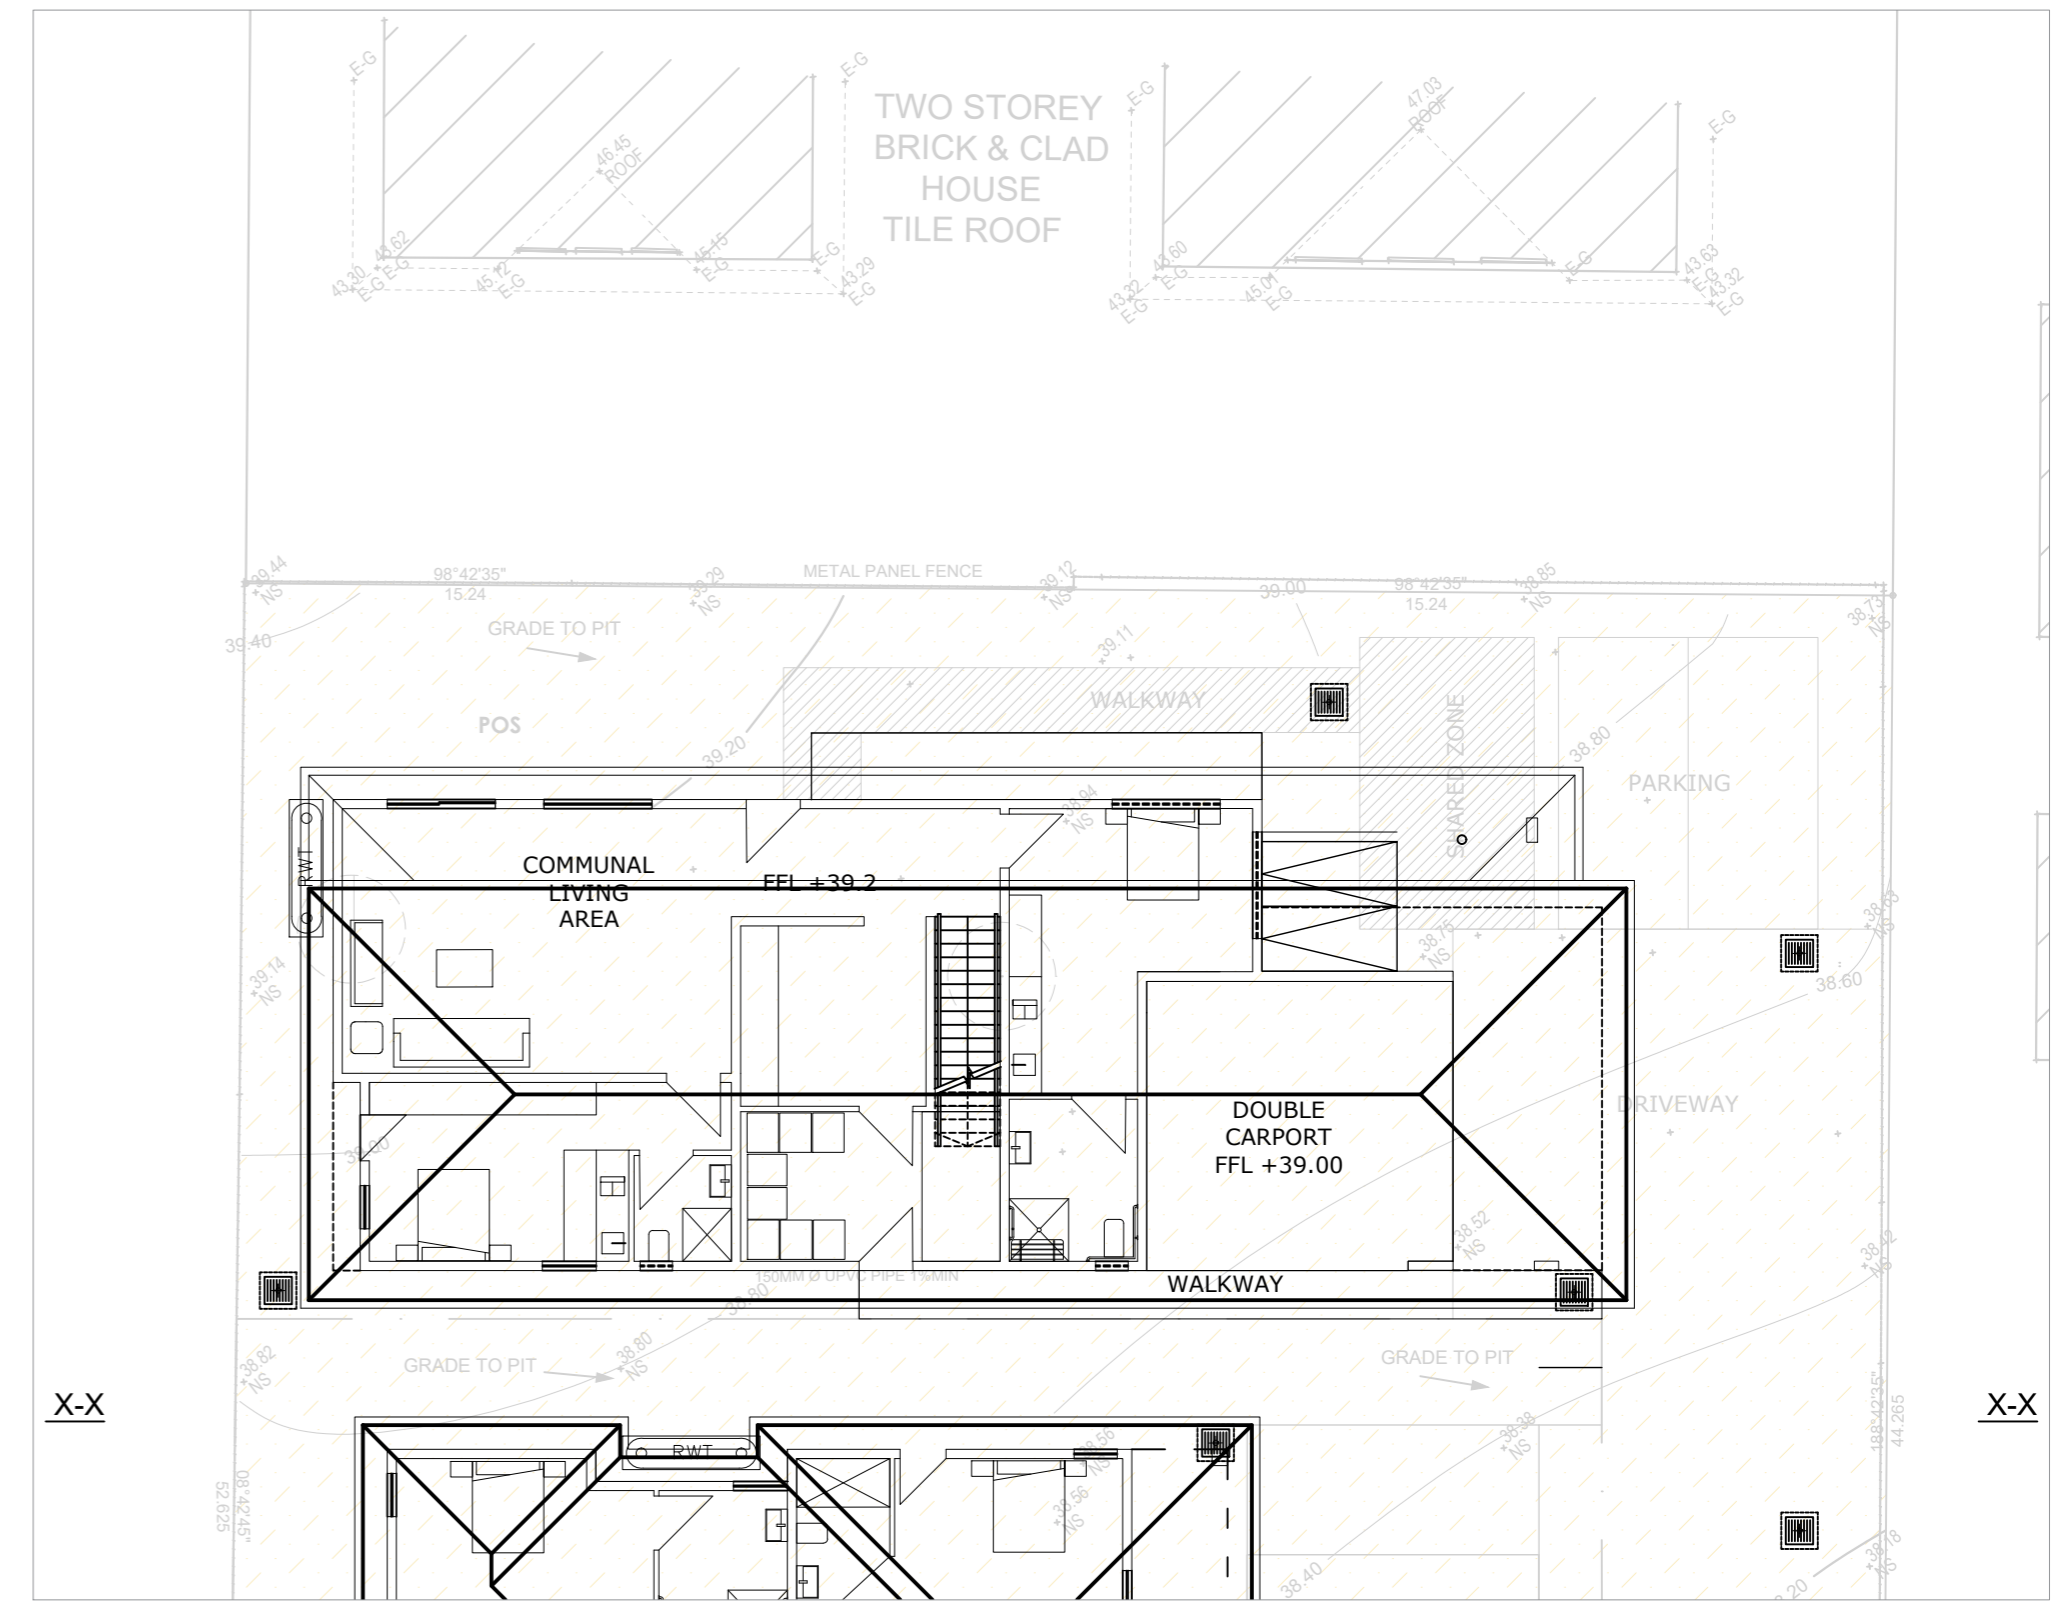 E-G
E-G
E-G
E-G
TWO STOREY
BRICK & CLAD
HOUSE
TILE ROOF
46.45
ROOF
47.03
ROOF
43.62
E-G
43.30
E-G
45.12
E-G
45.15
E-G
E-G
43.29
E-G
43.60
E-G
43.32
E-G
45.01
E-G
E-G
43.63
E-G
43.32
E-G
39.44
NS
98°42'35"
15.24
39.29
NS
METAL PANEL FENCE
39.12
NS
39.00
98°42'35"
15.24
38.85
NS
38.73
NS
39.40
GRADE TO PIT
39.11
WALKWAY
SHARED ZONE
POS
39.20
38.80
PARKING
38.94
NS
RWT
COMMUNAL
LIVING
AREA
FFL +39.2
39.14
NS
38.75
NS
NS
38.60
DOUBLE
CARPORT
FFL +39.00
DRIVEWAY
39.00
38.52
NS
38.42
NS
150MM Ø UPVC PIPE 1%MIN
WALKWAY
38.80
38.82
NS
GRADE TO PIT
38.80
NS
GRADE TO PIT
X-X
X-X
188°42'35"
44.265
RWT
38.56
NS
38.38
NS
08°42'45"
52.625
38.56
NS
38.40
38.18
NS